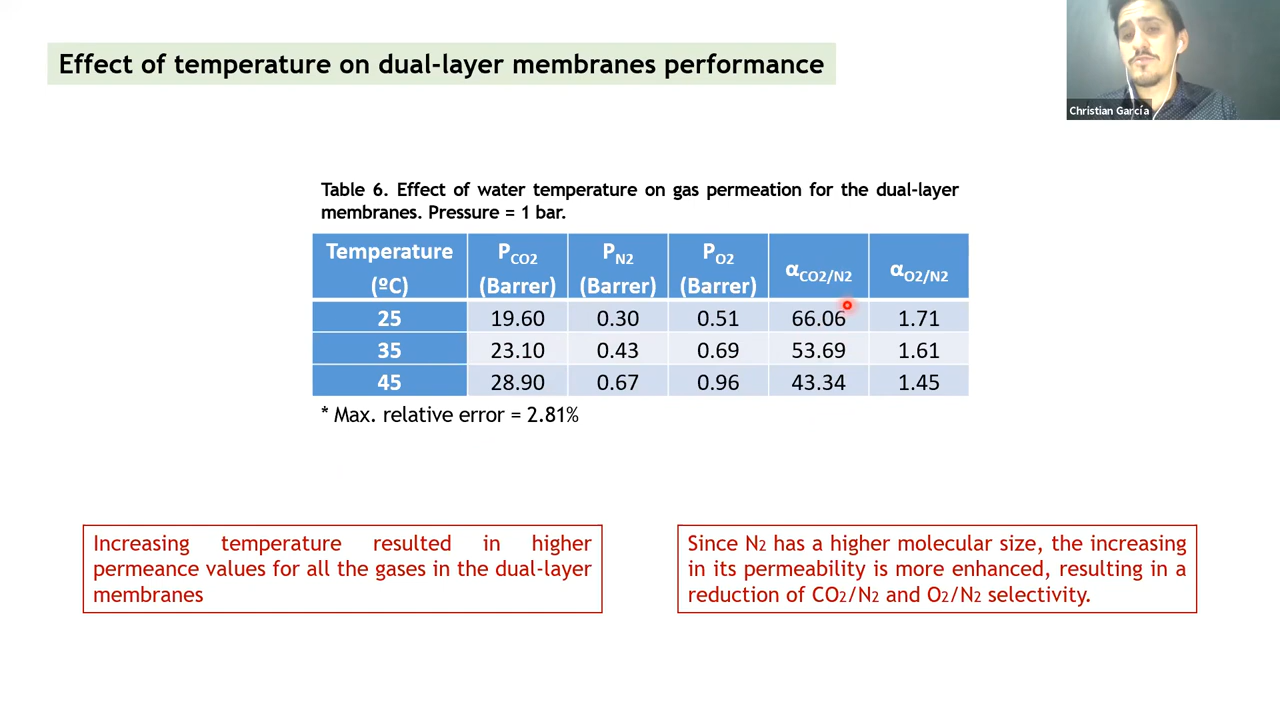 Effect of temperature on dual-layer membranes performance
Christian García
Table 6. Effect of water temperature on gas permeation for the dual-layer
membranes. Pressure = 1 bar.
Temperature (ºC) PCO2 (Barrer) PN2 (Barrer) PO2 (Barrer) αCO2/N2 αO2/N2
25 19.60 0.30 0.51 66.06 1.71
35 23.10 0.43 0.69 53.69 1.61
45 28.90 0.67 0.96 43.34 1.45
* Max. relative error = 2.81%
Increasing temperature resulted in higher
permeance values for all the gases in the dual-layer
membranes
Since N2 has a higher molecular size, the increasing
in its permeability is more enhanced, resulting in a
reduction of CO2/N2 and O2/N2 selectivity.